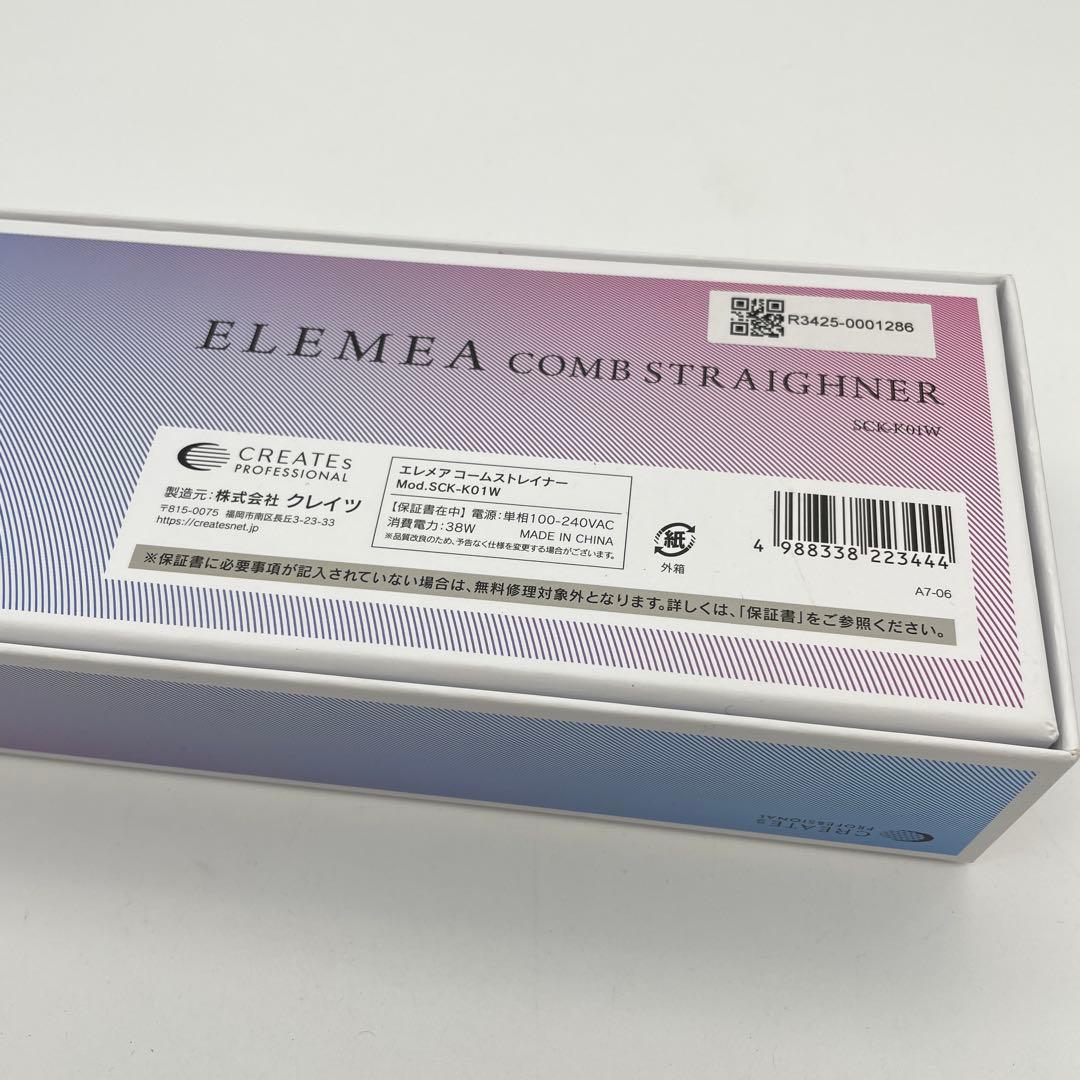 R3425-0001286
ELEMEA COMB STRAIGHNER
SCK-K01W
CREATEs
PROFESSIONAL
製造元:株式会社 クレイツ
〒815-0075 福岡市南区長丘3-23-33
https://createsnet.jp
エレメア コームストレイナー
Mod.SCK-K01W
【保証書在中】電源:単相100-240VAC
消費電力:38W MADE IN CHINA
※品質改良のため、予告なく仕様を変更する場合がございます。
紙
外箱
4 988338 223444
A7-06
※保証書に必要事項が記入されていない場合は、無料修理対象外となります。詳しくは、「保証書」をご参照ください。
CREATEs
PROFESSIONAL